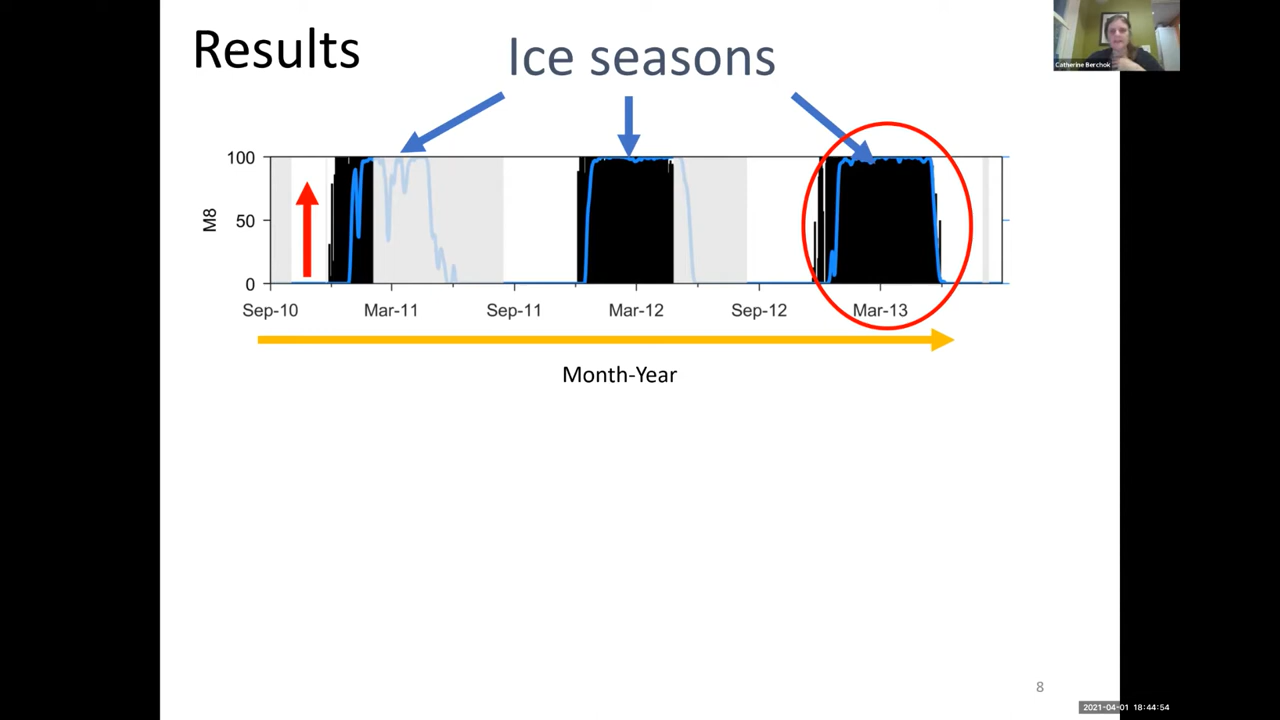 Results
Ice seasons
Catherine Berchok
100
50
0
M8
Sep-10 Mar-11 Sep-11 Mar-12 Sep-12 Mar-13
Month-Year
8
2021-04-01 18:44:54